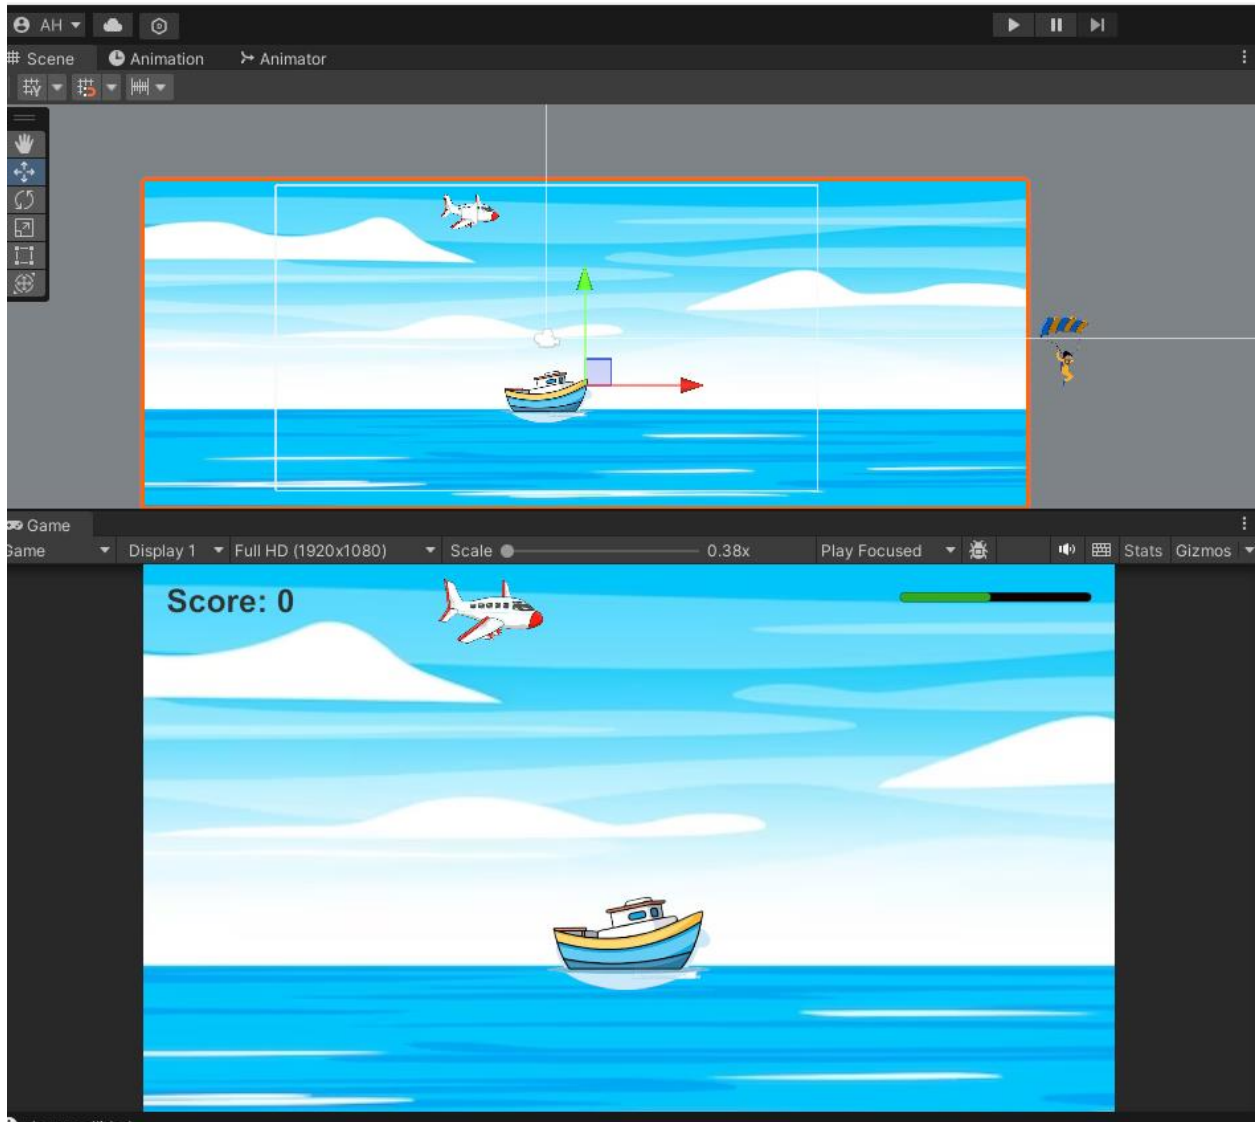 AH
Scene Animation Animator
Game
Display 1 Full HD (1920x1080) Scale 0.38x Play Focused Stats Gizmos
Score: 0